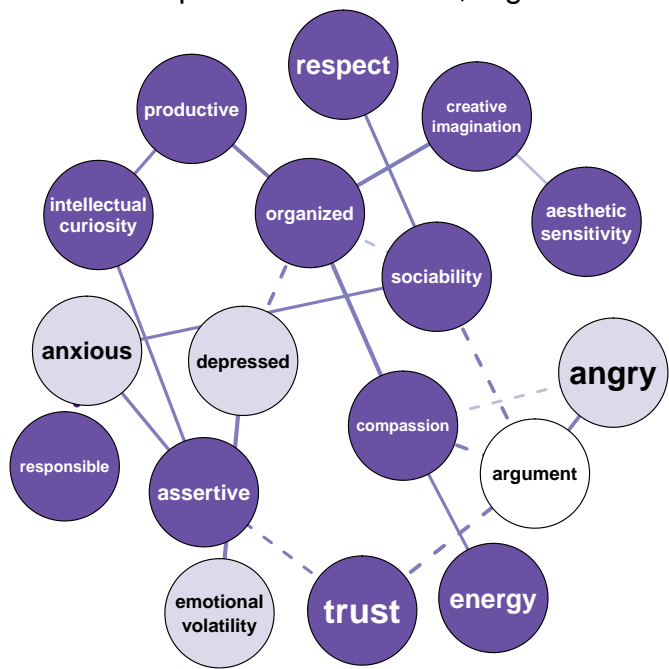 respect
creative
imagination
productive
intellectual
curiosity
organized
aesthetic
sensitivity
sociability
anxious
depressed
angry
compassion
responsible
argument
assertive
emotional
volatility
trust
energy